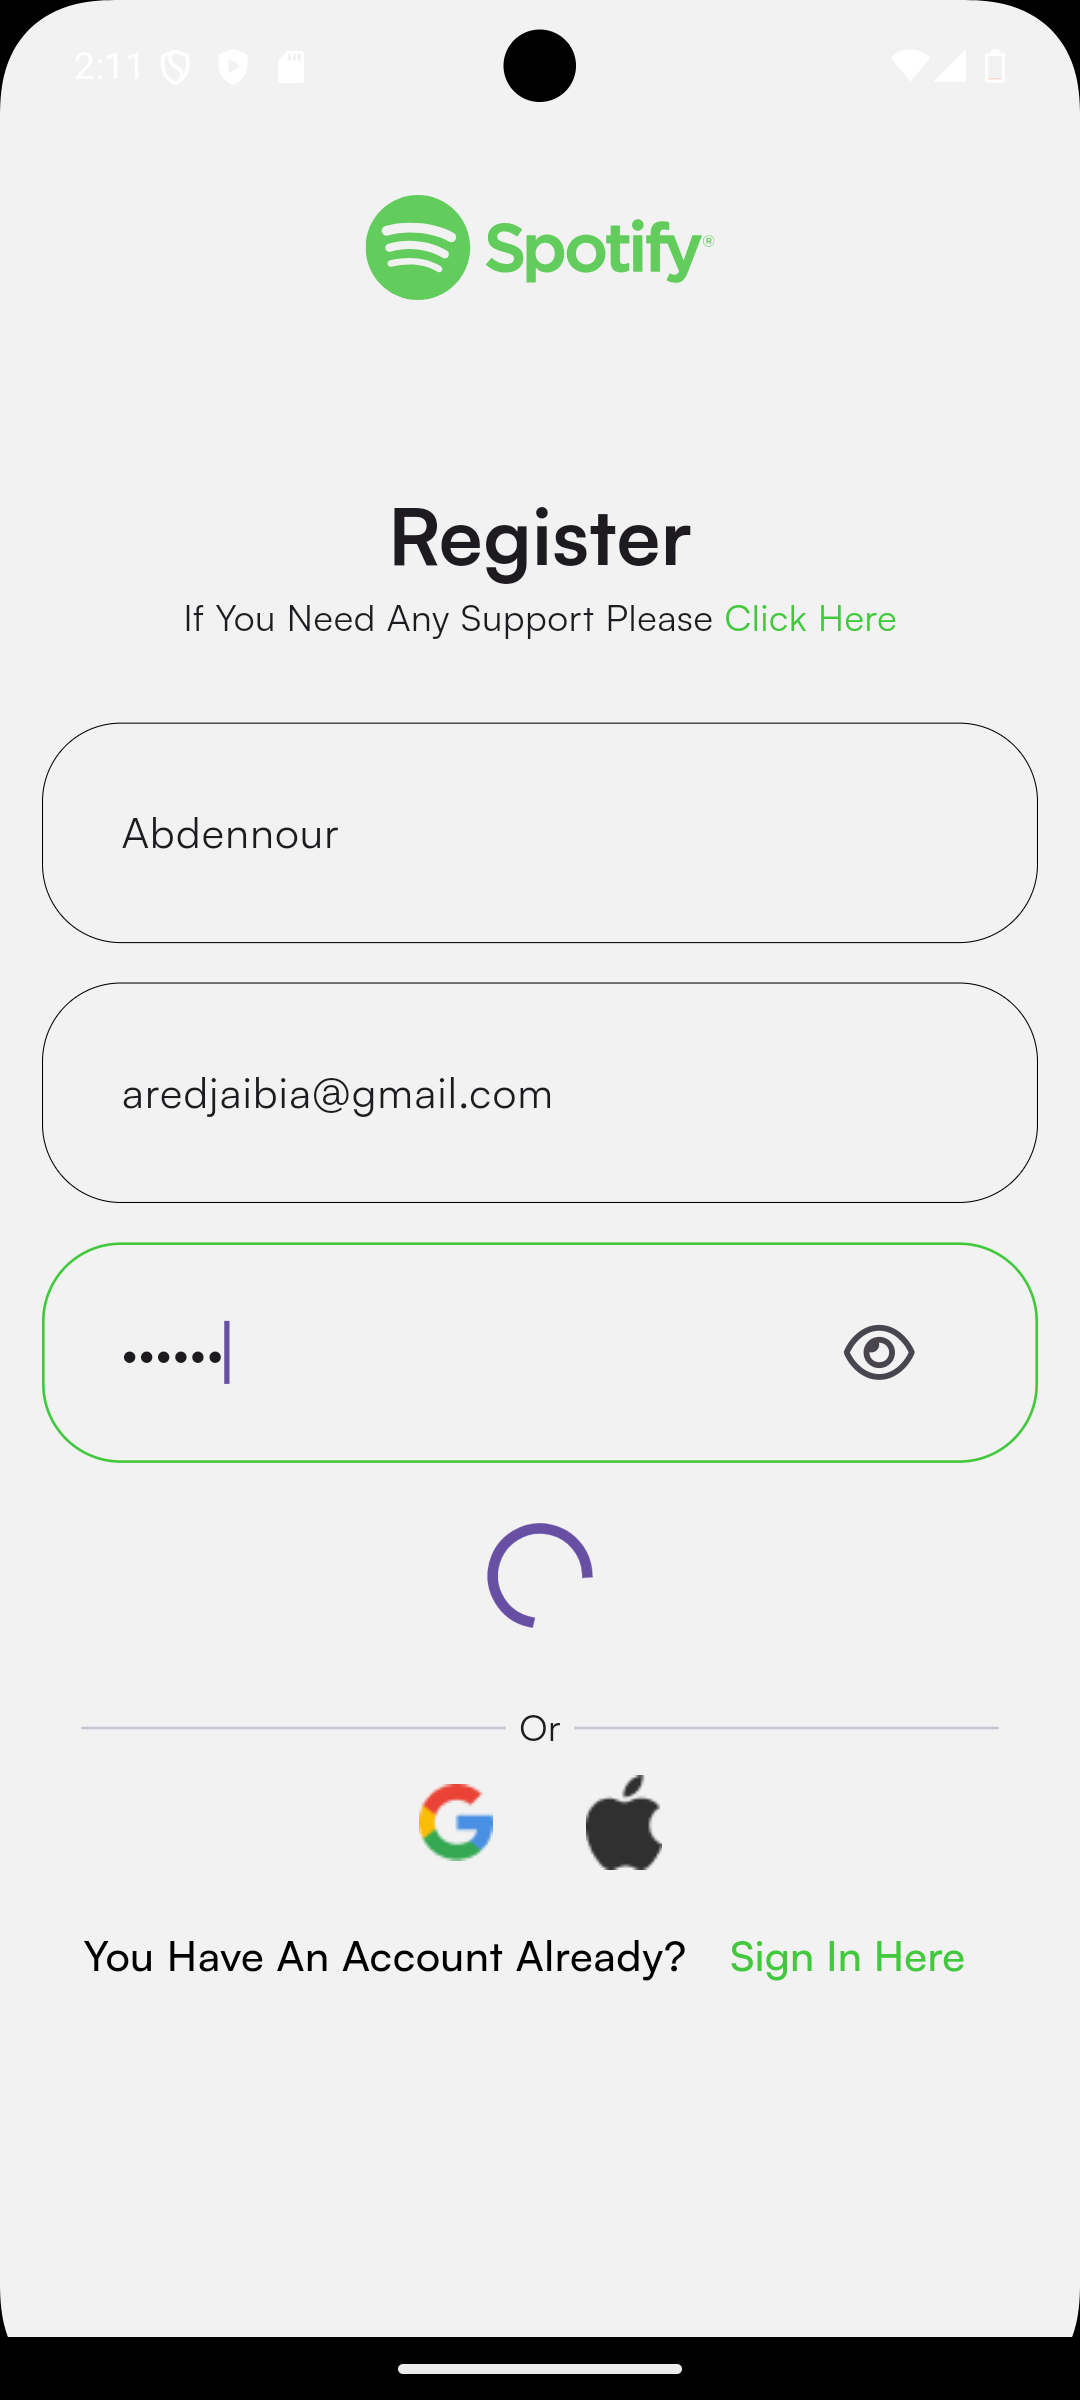 2:11
Spotify®
Register
If You Need Any Support Please Click Here
Abdennour
aredjaibia@gmail.com
••••••
Or
You Have An Account Already? Sign In Here